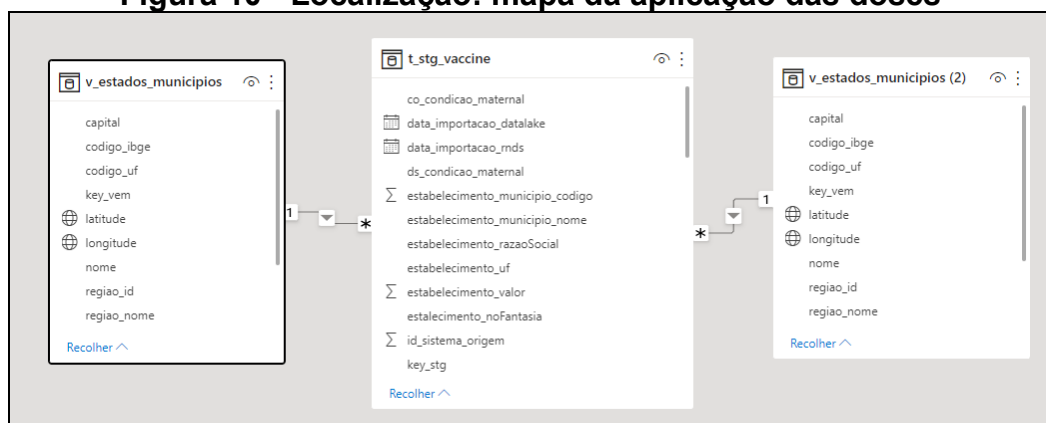 Figura 10 - Localização: mapa da aplicação das doses
v_estados_municipios
capital
codigo_ibge
codigo_uf
key_vem
latitude
longitude
nome
regiao_id
regiao_nome
Recolher
1
*
t_stg_vaccine
co_condicao_maternal
data_importacao_datalake
data_importacao_rnds
ds_condicao_maternal
estabelecimento_municipio_codigo
estabelecimento_municipio_nome
estabelecimento_razaoSocial
estabelecimento_uf
estabelecimento_valor
estalecimento_noFantasia
id_sistema_origem
key_stg
Recolher
*
1
v_estados_municipios (2)
capital
codigo_ibge
codigo_uf
key_vem
latitude
longitude
nome
regiao_id
regiao_nome
Recolher